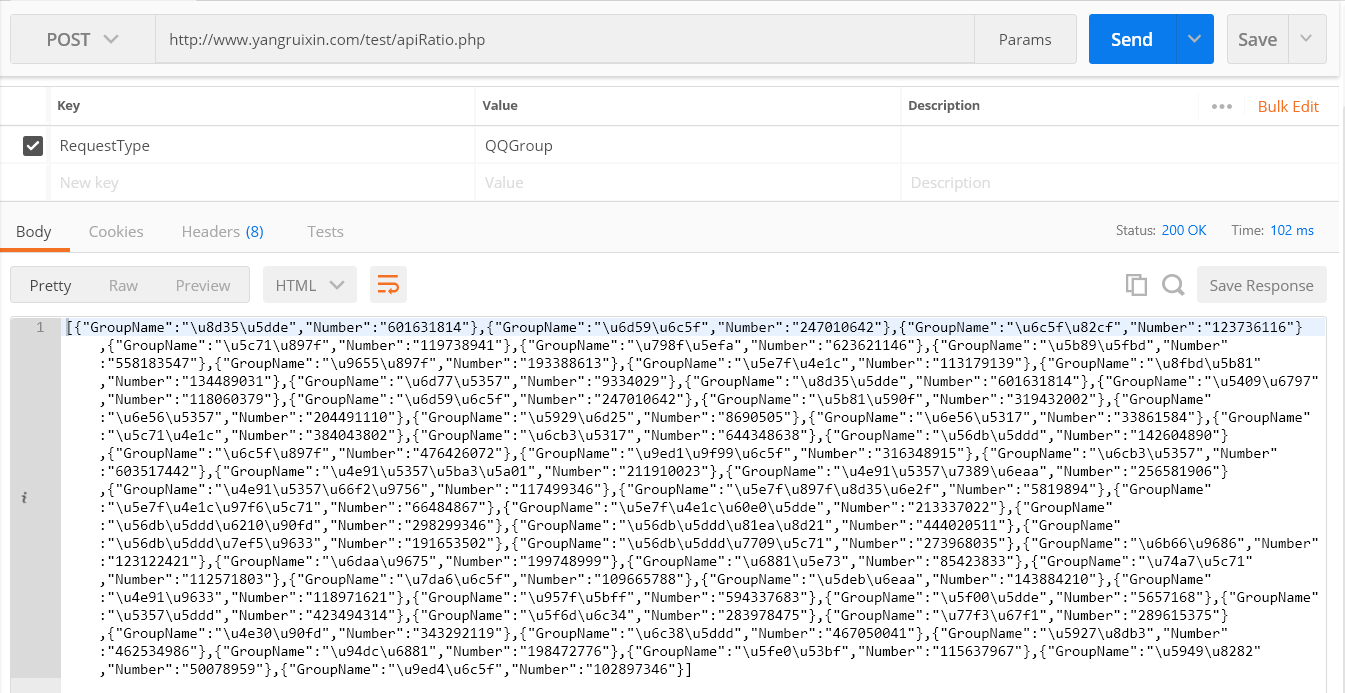 POST http://www.yangruixin.com/test/apiRatio.php Params Send Save
Key Value Description ••• Bulk Edit
RequestType QQGroup
New key Value Description
Body Cookies Headers (8) Tests Status: 200 OK Time: 102 ms
Pretty Raw Preview HTML Save Response
1 [{"GroupName":"\u8d35\u5dde","Number":"601631814"},{"GroupName":"\u6d59\u6c5f","Number":"247010642"},{"GroupName":"\u6c5f\u82cf","Number":"123736116"}
,{"GroupName":"\u5c71\u897f","Number":"119738941"},{"GroupName":"\u798f\u5efa","Number":"623621146"},{"GroupName":"\u5b89\u5fbd","Number"
:"558183547"},{"GroupName":"\u9655\u897f","Number":"193388613"},{"GroupName":"\u5e7f\u4e1c","Number":"113179139"},{"GroupName":"\u8fbd\u5b81"
,"Number":"134489031"},{"GroupName":"\u6d77\u5357","Number":"9334029"},{"GroupName":"\u8d35\u5dde","Number":"601631814"},{"GroupName":"\u5409\u6797"
,"Number":"118060379"},{"GroupName":"\u6d59\u6c5f","Number":"247010642"},{"GroupName":"\u5b81\u590f","Number":"319432002"},{"GroupName"
:"\u6e56\u5357","Number":"204491110"},{"GroupName":"\u5929\u6d25","Number":"8690505"},{"GroupName":"\u6e56\u5317","Number":"33861584"},{"GroupName"
:"\u5c71\u4e1c","Number":"384043802"},{"GroupName":"\u6cb3\u5317","Number":"644348638"},{"GroupName":"\u56db\u5ddd","Number":"142604890"}
,{"GroupName":"\u6c5f\u897f","Number":"476426072"},{"GroupName":"\u9ed1\u9f99\u6c5f","Number":"316348915"},{"GroupName":"\u6cb3\u5357","Number"
:"603517442"},{"GroupName":"\u4e91\u5357\u5ba3\u5a01","Number":"211910023"},{"GroupName":"\u4e91\u5357\u7389\u6eaa","Number":"256581906"}
,{"GroupName":"\u4e91\u5357\u66f2\u9756","Number":"117499346"},{"GroupName":"\u5e7f\u897f\u8d35\u6e2f","Number":"5819894"},{"GroupName"
:"\u5e7f\u4e1c\u97f6\u5c71","Number":"66484867"},{"GroupName":"\u5e7f\u4e1c\u60e0\u5dde","Number":"213337022"},{"GroupName"
:"\u56db\u5ddd\u6210\u90fd","Number":"298299346"},{"GroupName":"\u56db\u5ddd\u81ea\u8d21","Number":"444020511"},{"GroupName"
:"\u56db\u5ddd\u7ef5\u9633","Number":"191653502"},{"GroupName":"\u56db\u5ddd\u7709\u5c71","Number":"273968035"},{"GroupName":"\u6b66\u9686","Number"
:"123122421"},{"GroupName":"\u6daa\u9675","Number":"199748999"},{"GroupName":"\u6881\u5e73","Number":"85423833"},{"GroupName":"\u74a7\u5c71"
,"Number":"112571803"},{"GroupName":"\u7da6\u6c5f","Number":"109665788"},{"GroupName":"\u5deb\u6eaa","Number":"143884210"},{"GroupName"
:"\u4e91\u9633","Number":"118971621"},{"GroupName":"\u957f\u5bff","Number":"594337683"},{"GroupName":"\u5f00\u5dde","Number":"5657168"},{"GroupName"
:"\u5357\u5ddd","Number":"423494314"},{"GroupName":"\u5f6d\u6c34","Number":"283978475"},{"GroupName":"\u77f3\u67f1","Number":"289615375"}
,{"GroupName":"\u4e30\u90fd","Number":"343292119"},{"GroupName":"\u6c38\u5ddd","Number":"467050041"},{"GroupName":"\u5927\u8db3","Number"
:"462534986"},{"GroupName":"\u94dc\u6881","Number":"198472776"},{"GroupName":"\u5fe0\u53bf","Number":"115637967"},{"GroupName":"\u5949\u8282"
,"Number":"50078959"},{"GroupName":"\u9ed4\u6c5f","Number":"102897346"}]